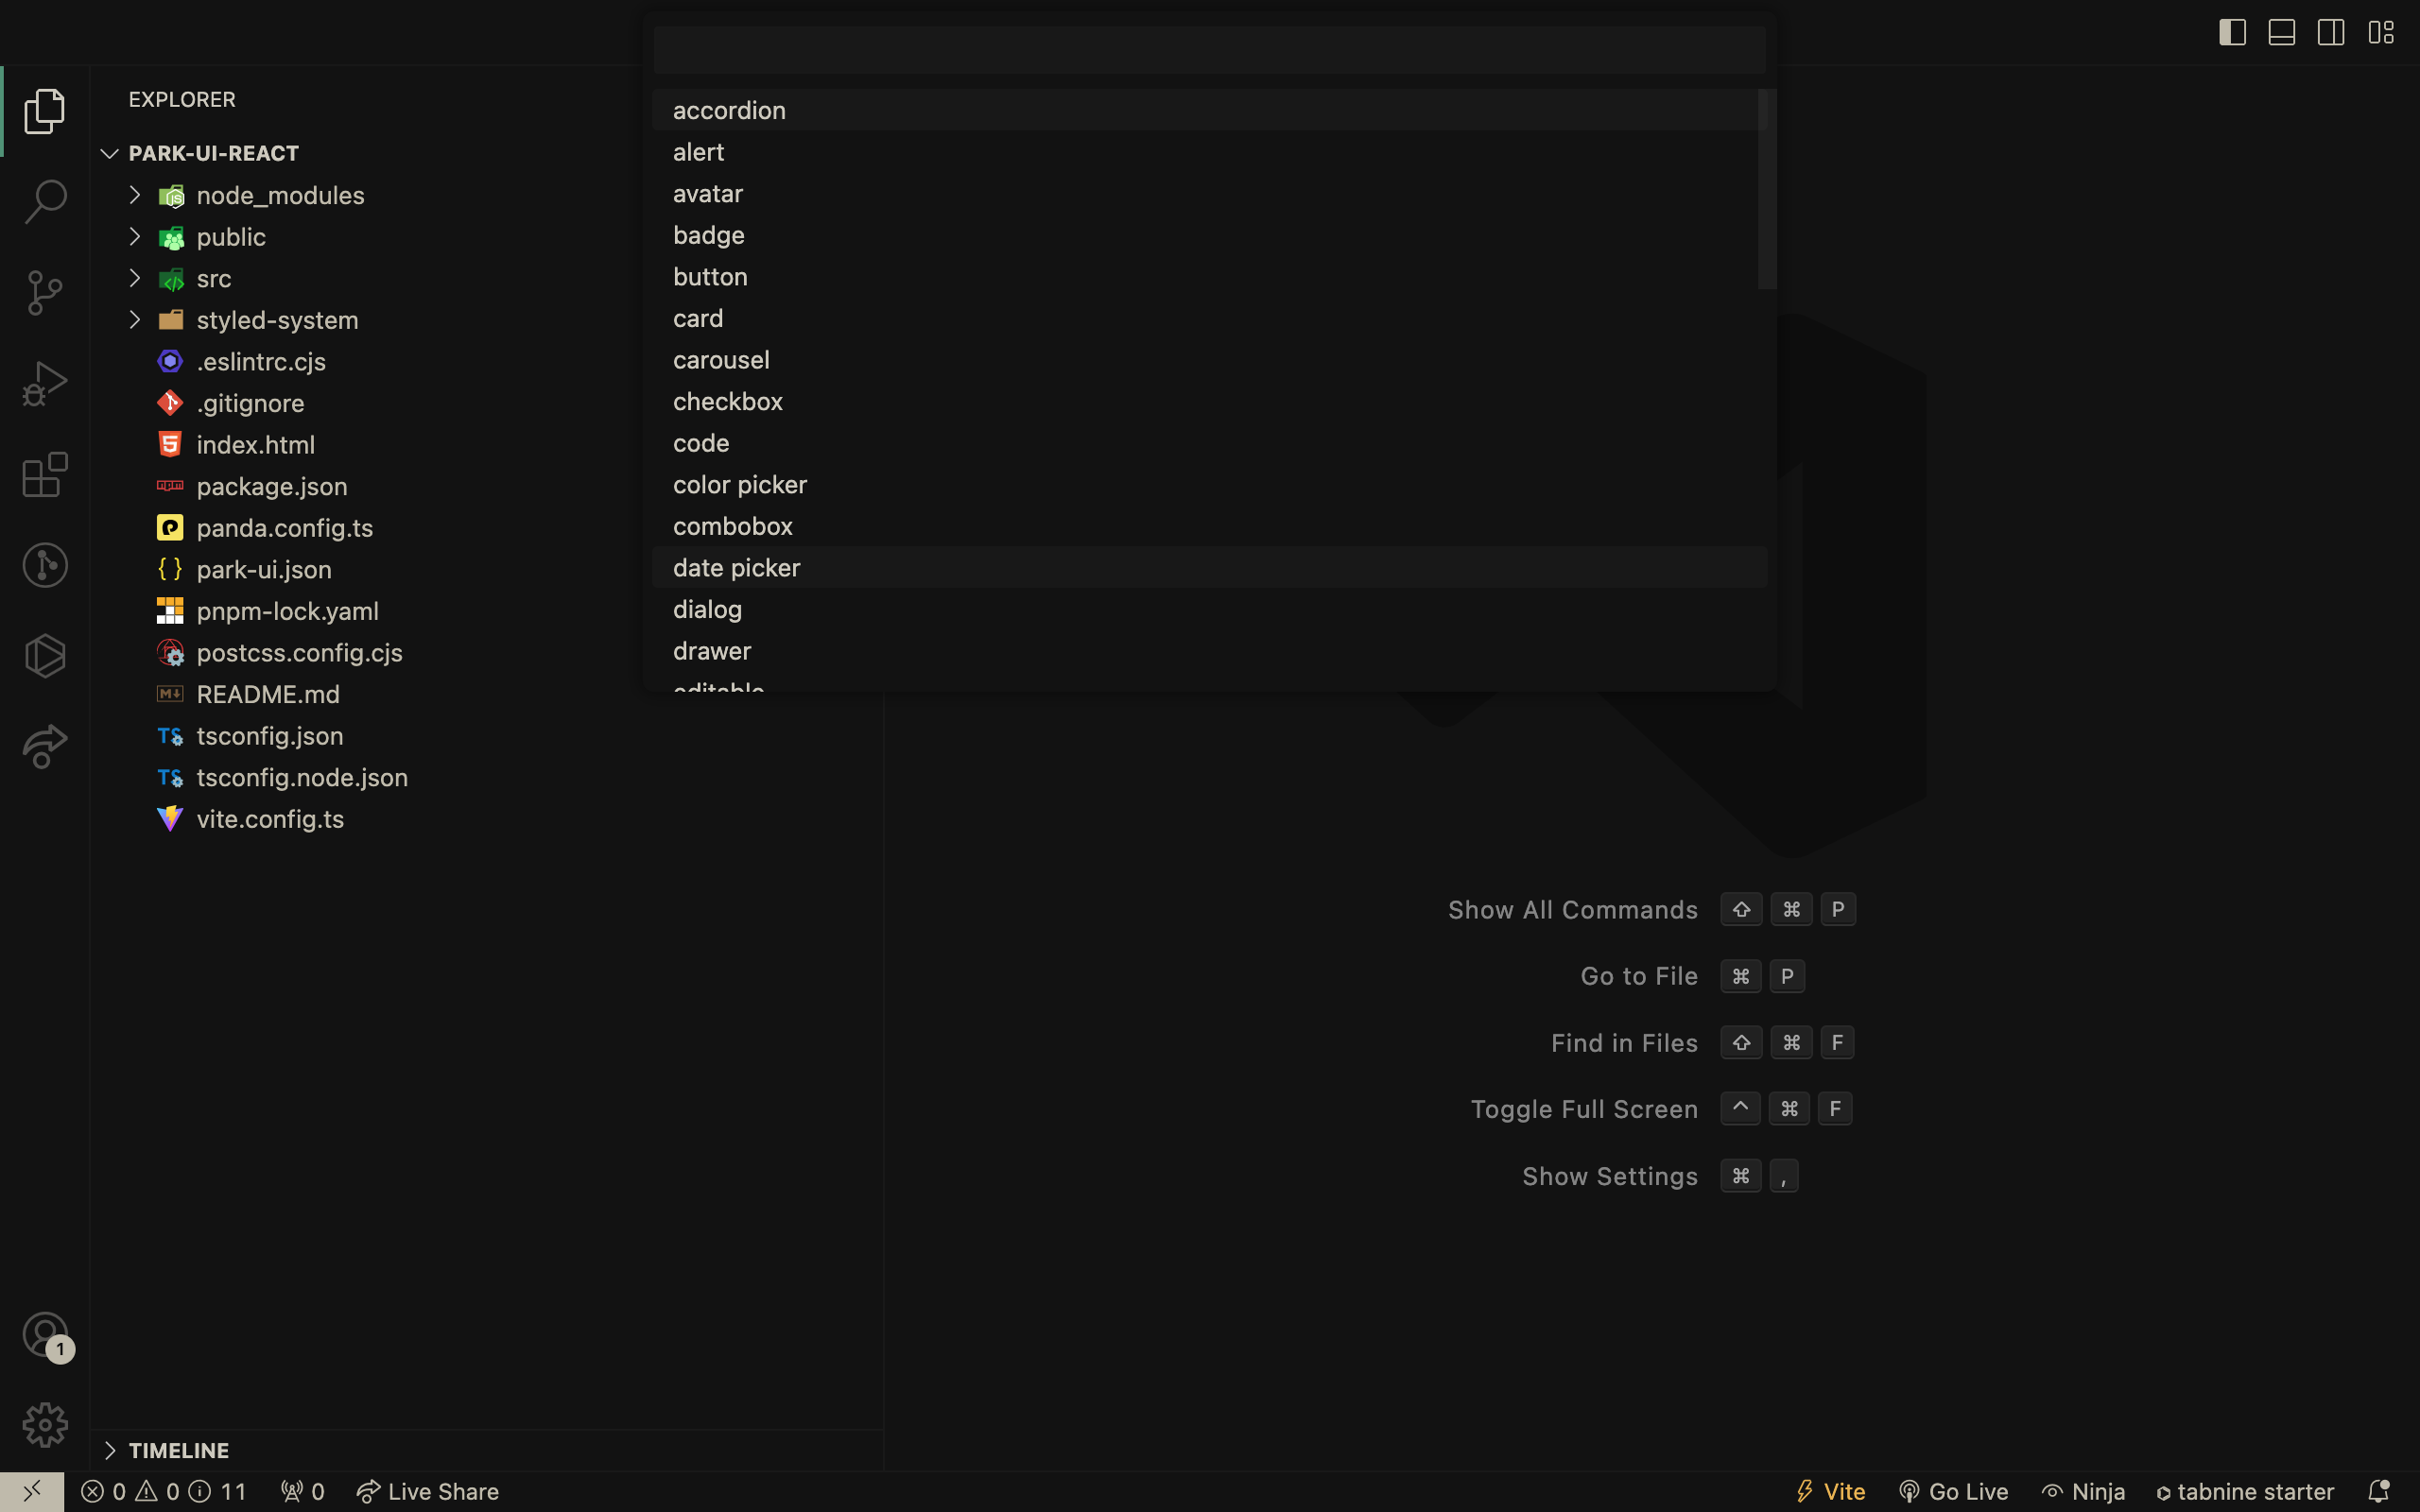 EXPLORER
PARK-UI-REACT
node_modules
public
src
styled-system
.eslintrc.cjs
.gitignore
index.html
package.json
panda.config.ts
park-ui.json
pnpm-lock.yaml
postcss.config.cjs
README.md
tsconfig.json
tsconfig.node.json
vite.config.ts
accordion
alert
avatar
badge
button
card
carousel
checkbox
code
color picker
combobox
date picker
dialog
drawer
editable
Show All Commands ⇧ ⌘ P
Go to File ⌘ P
Find in Files ⇧ ⌘ F
Toggle Full Screen ^ ⌘ F
Show Settings ⌘ ,
1
TIMELINE
0 0 11 0 Live Share Vite Go Live Ninja tabnine starter